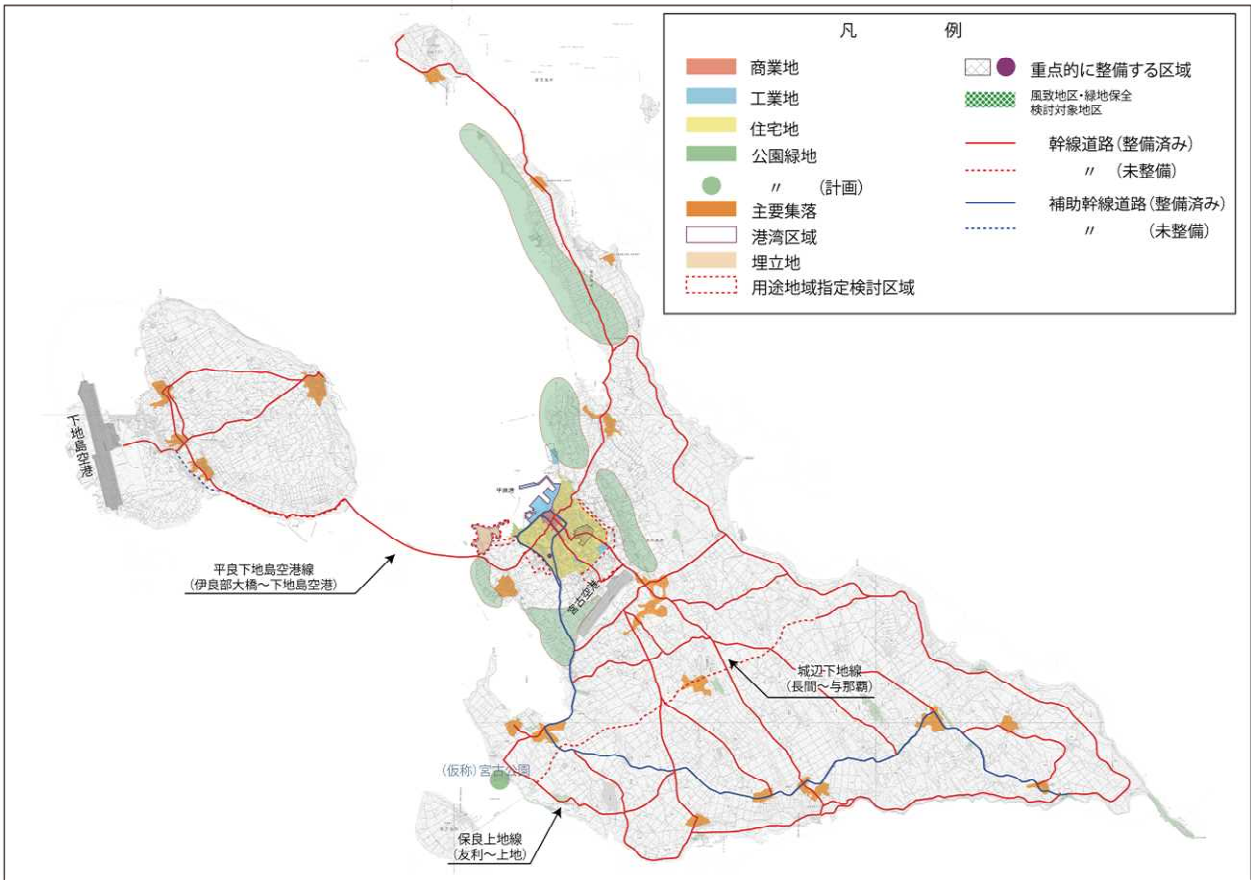 凡 例
商業地
工業地
住宅地
公園緑地
〃 (計画)
主要集落
港湾区域
埋立地
用途地域指定検討区域
重点的に整備する区域
風致地区・緑地保全
検討対象地区
幹線道路(整備済み)
〃 (未整備)
補助幹線道路(整備済み)
〃 (未整備)
下地島空港
平良港
平良下地島空港線
(伊良部大橋~下地島空港)
宮古空港
城辺下地線
(長間~与那覇)
(仮称)宮古公園
保良上地線
(友利~上地)